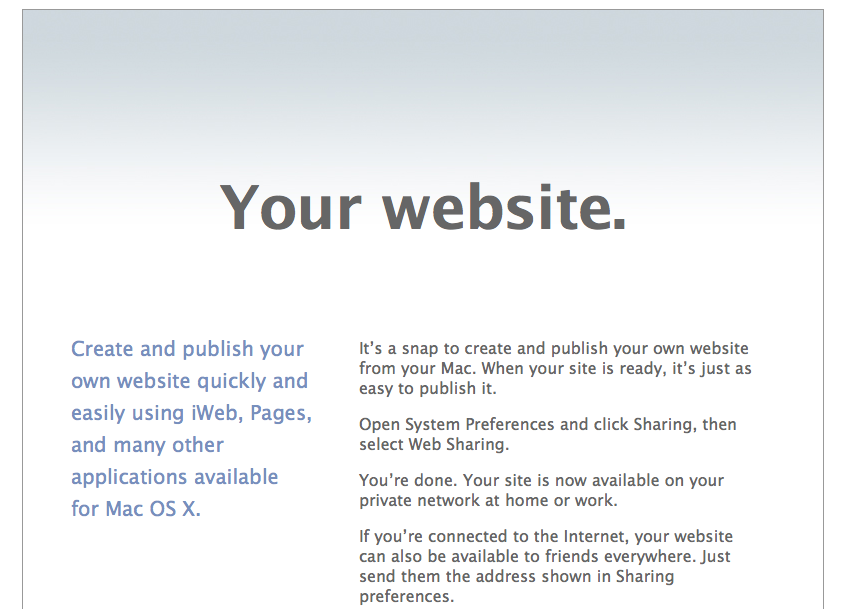 Your website.
Create and publish your
own website quickly and
easily using iWeb, Pages,
and many other
applications available
for Mac OS X.
It’s a snap to create and publish your own website
from your Mac. When your site is ready, it’s just as
easy to publish it.
Open System Preferences and click Sharing, then
select Web Sharing.
You’re done. Your site is now available on your
private network at home or work.
If you’re connected to the Internet, your website
can also be available to friends everywhere. Just
send them the address shown in Sharing
preferences.